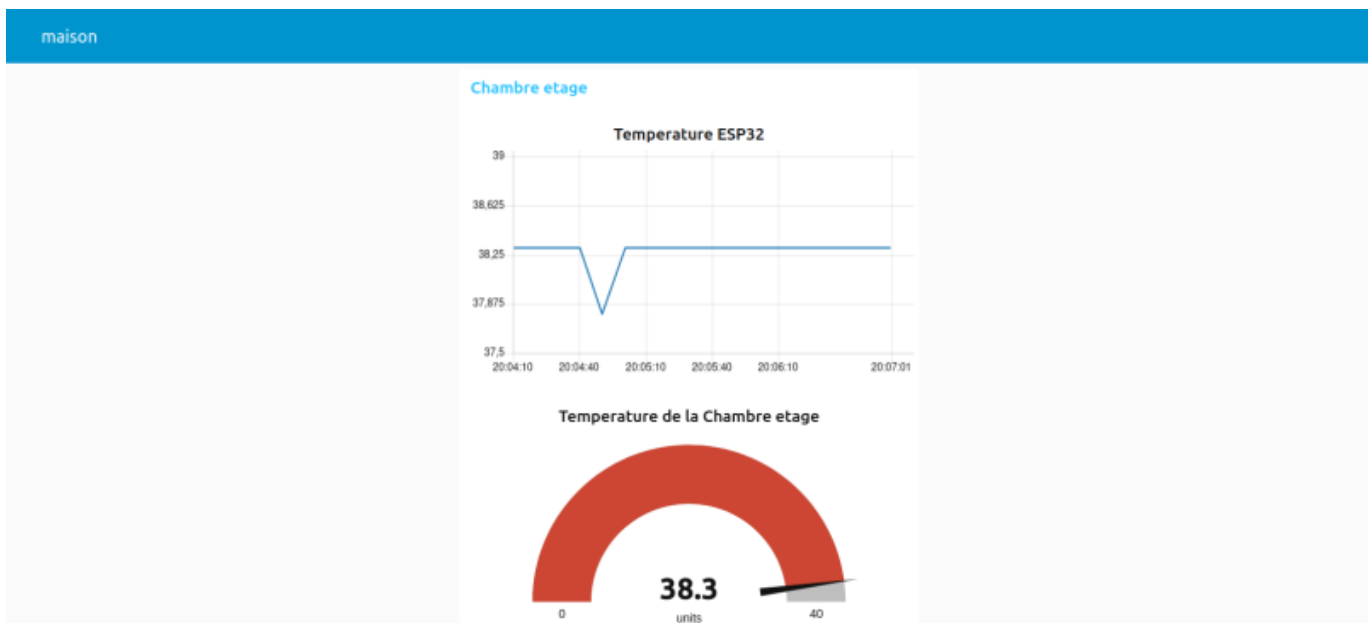 maison
Chambre etage
Temperature ESP32
39
38,625
38,25
37,875
37,5
20:04:10 20:04:40 20:05:10 20:05:40 20:06:10 20:07:01
Temperature de la Chambre etage
38.3
0 units 40